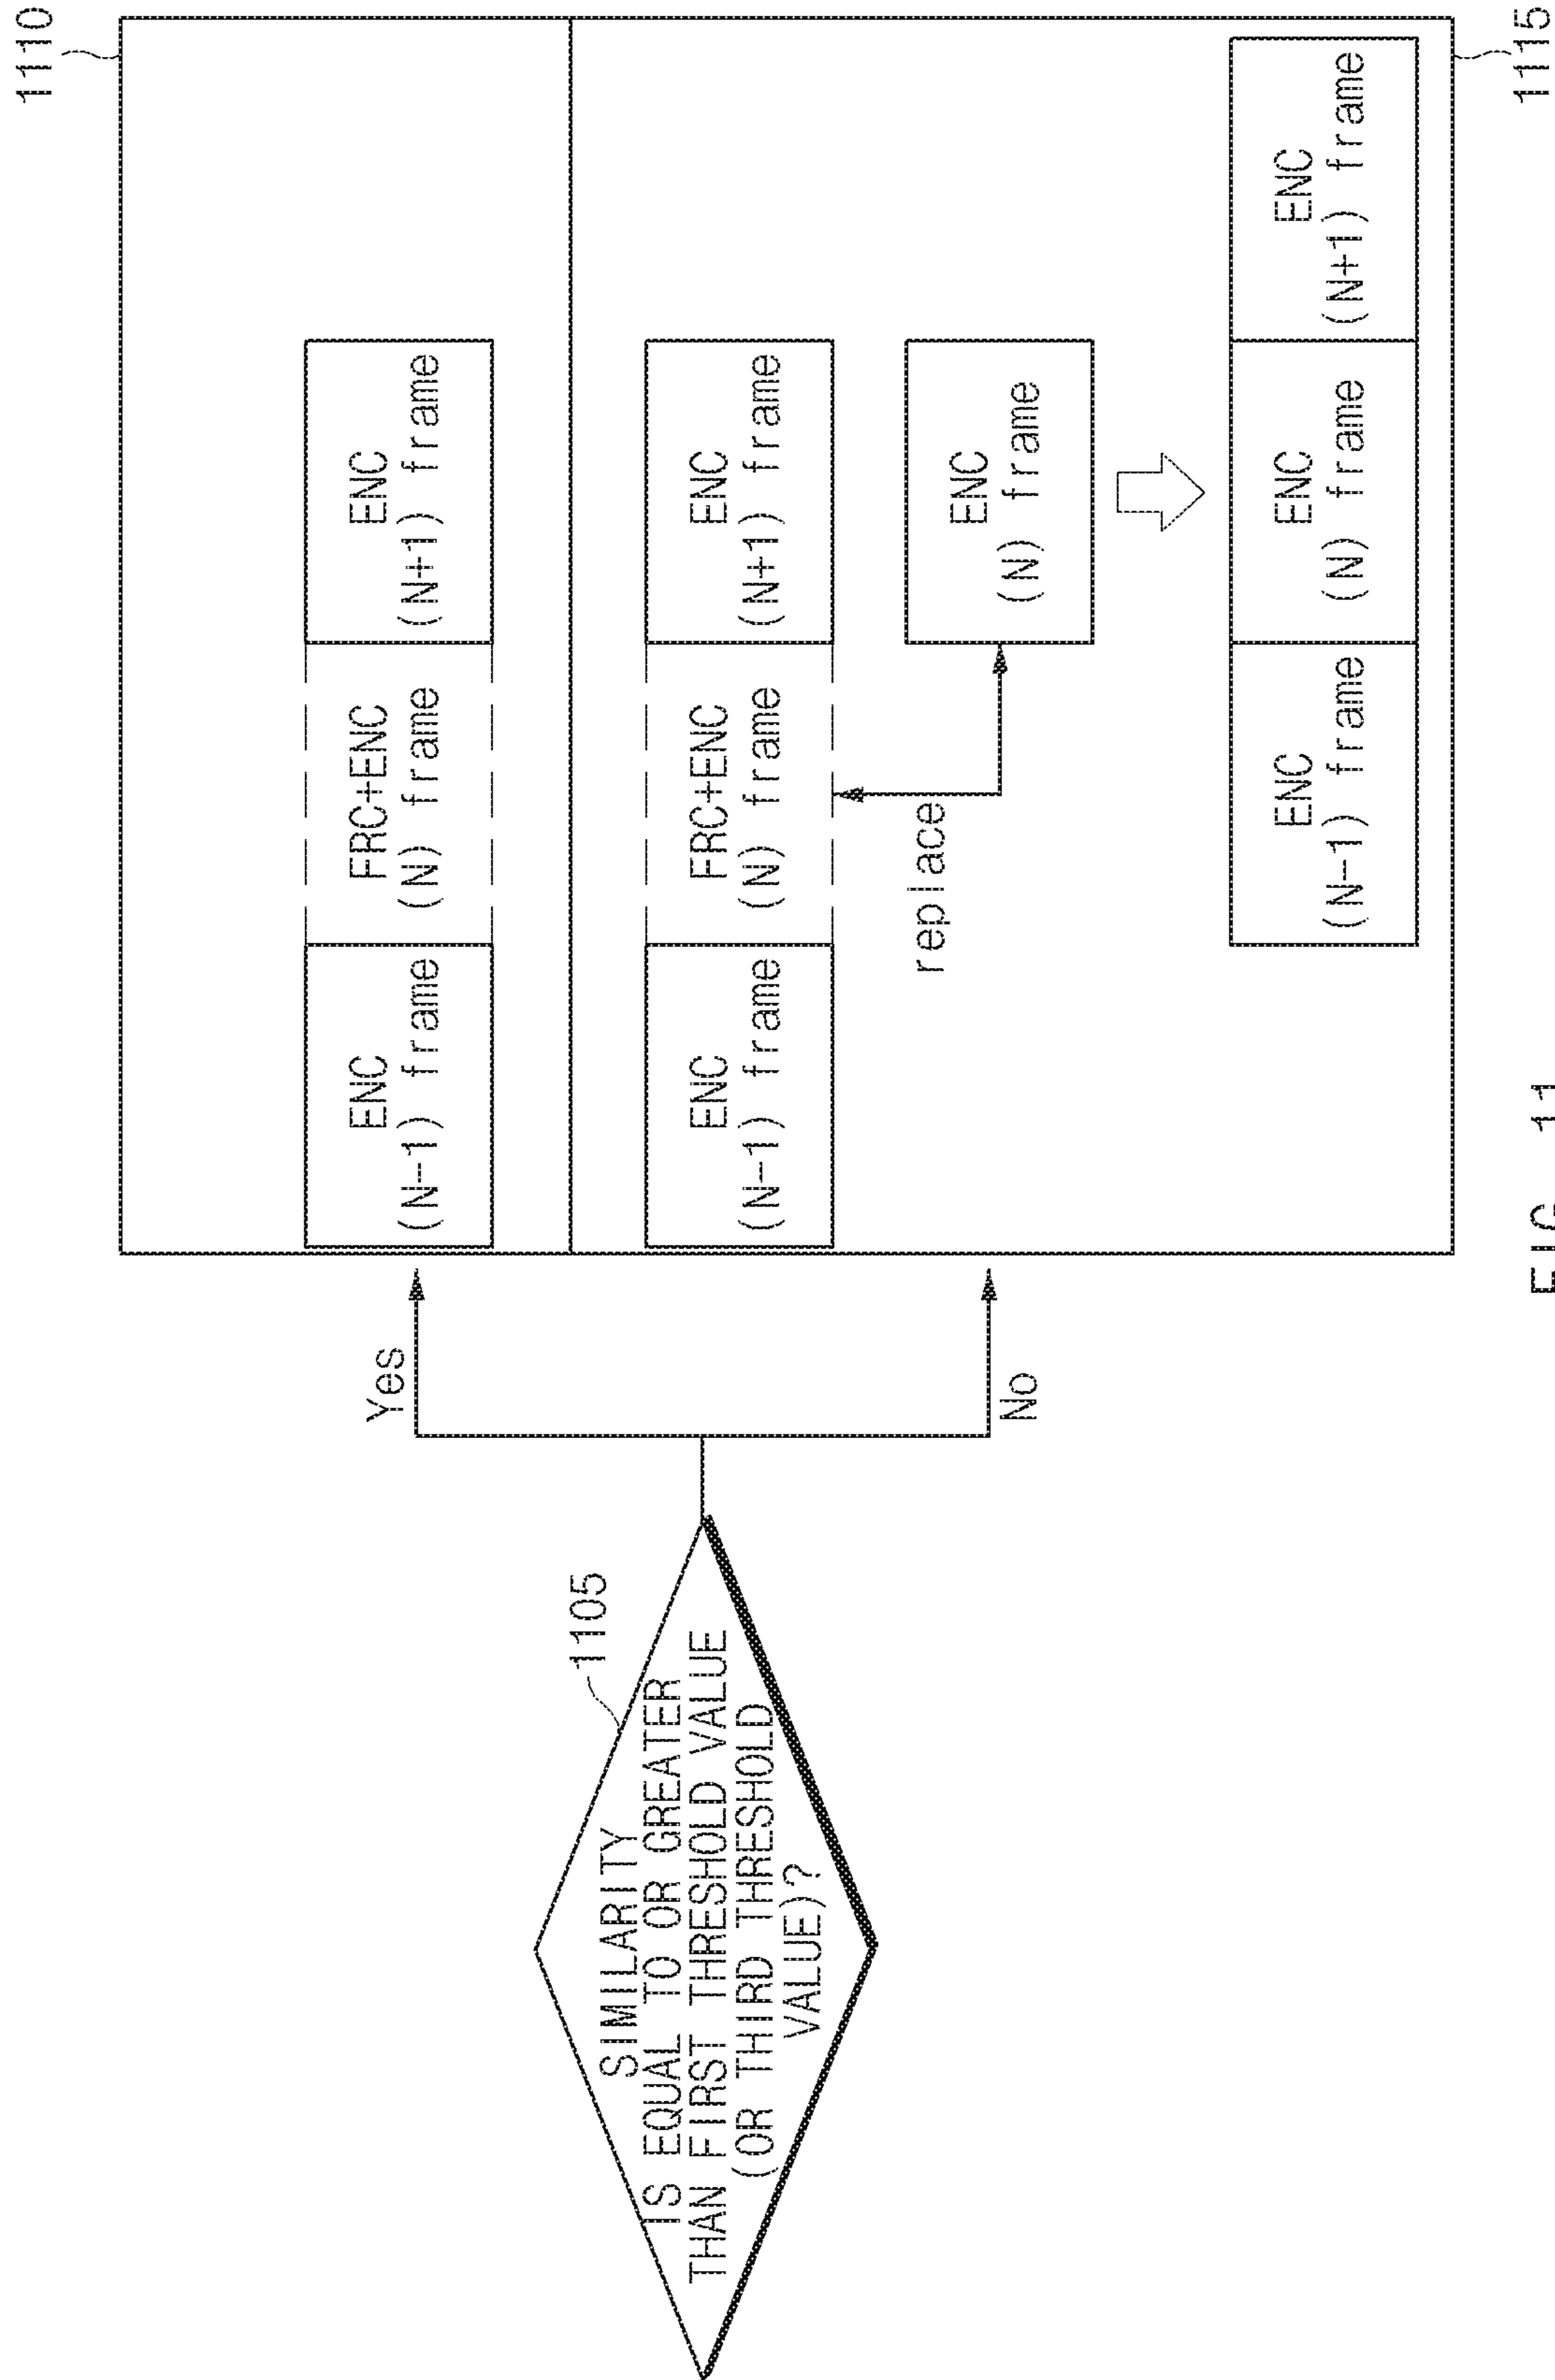 1105
SIMILARITY
IS EQUAL TO OR GREATER
THAN FIRST THRESHOLD VALUE
(OR THIRD THRESHOLD
VALUE)?
Yes
No
1110
ENC
(N-1) frame
FRC+ENC
(N) frame
ENC
(N+1) frame
ENC
(N-1) frame
FRC+ENC
(N) frame
ENC
(N+1) frame
replace
ENC
(N) frame
ENC
(N-1) frame
ENC
(N) frame
ENC
(N+1) frame
1115
FIG. 11